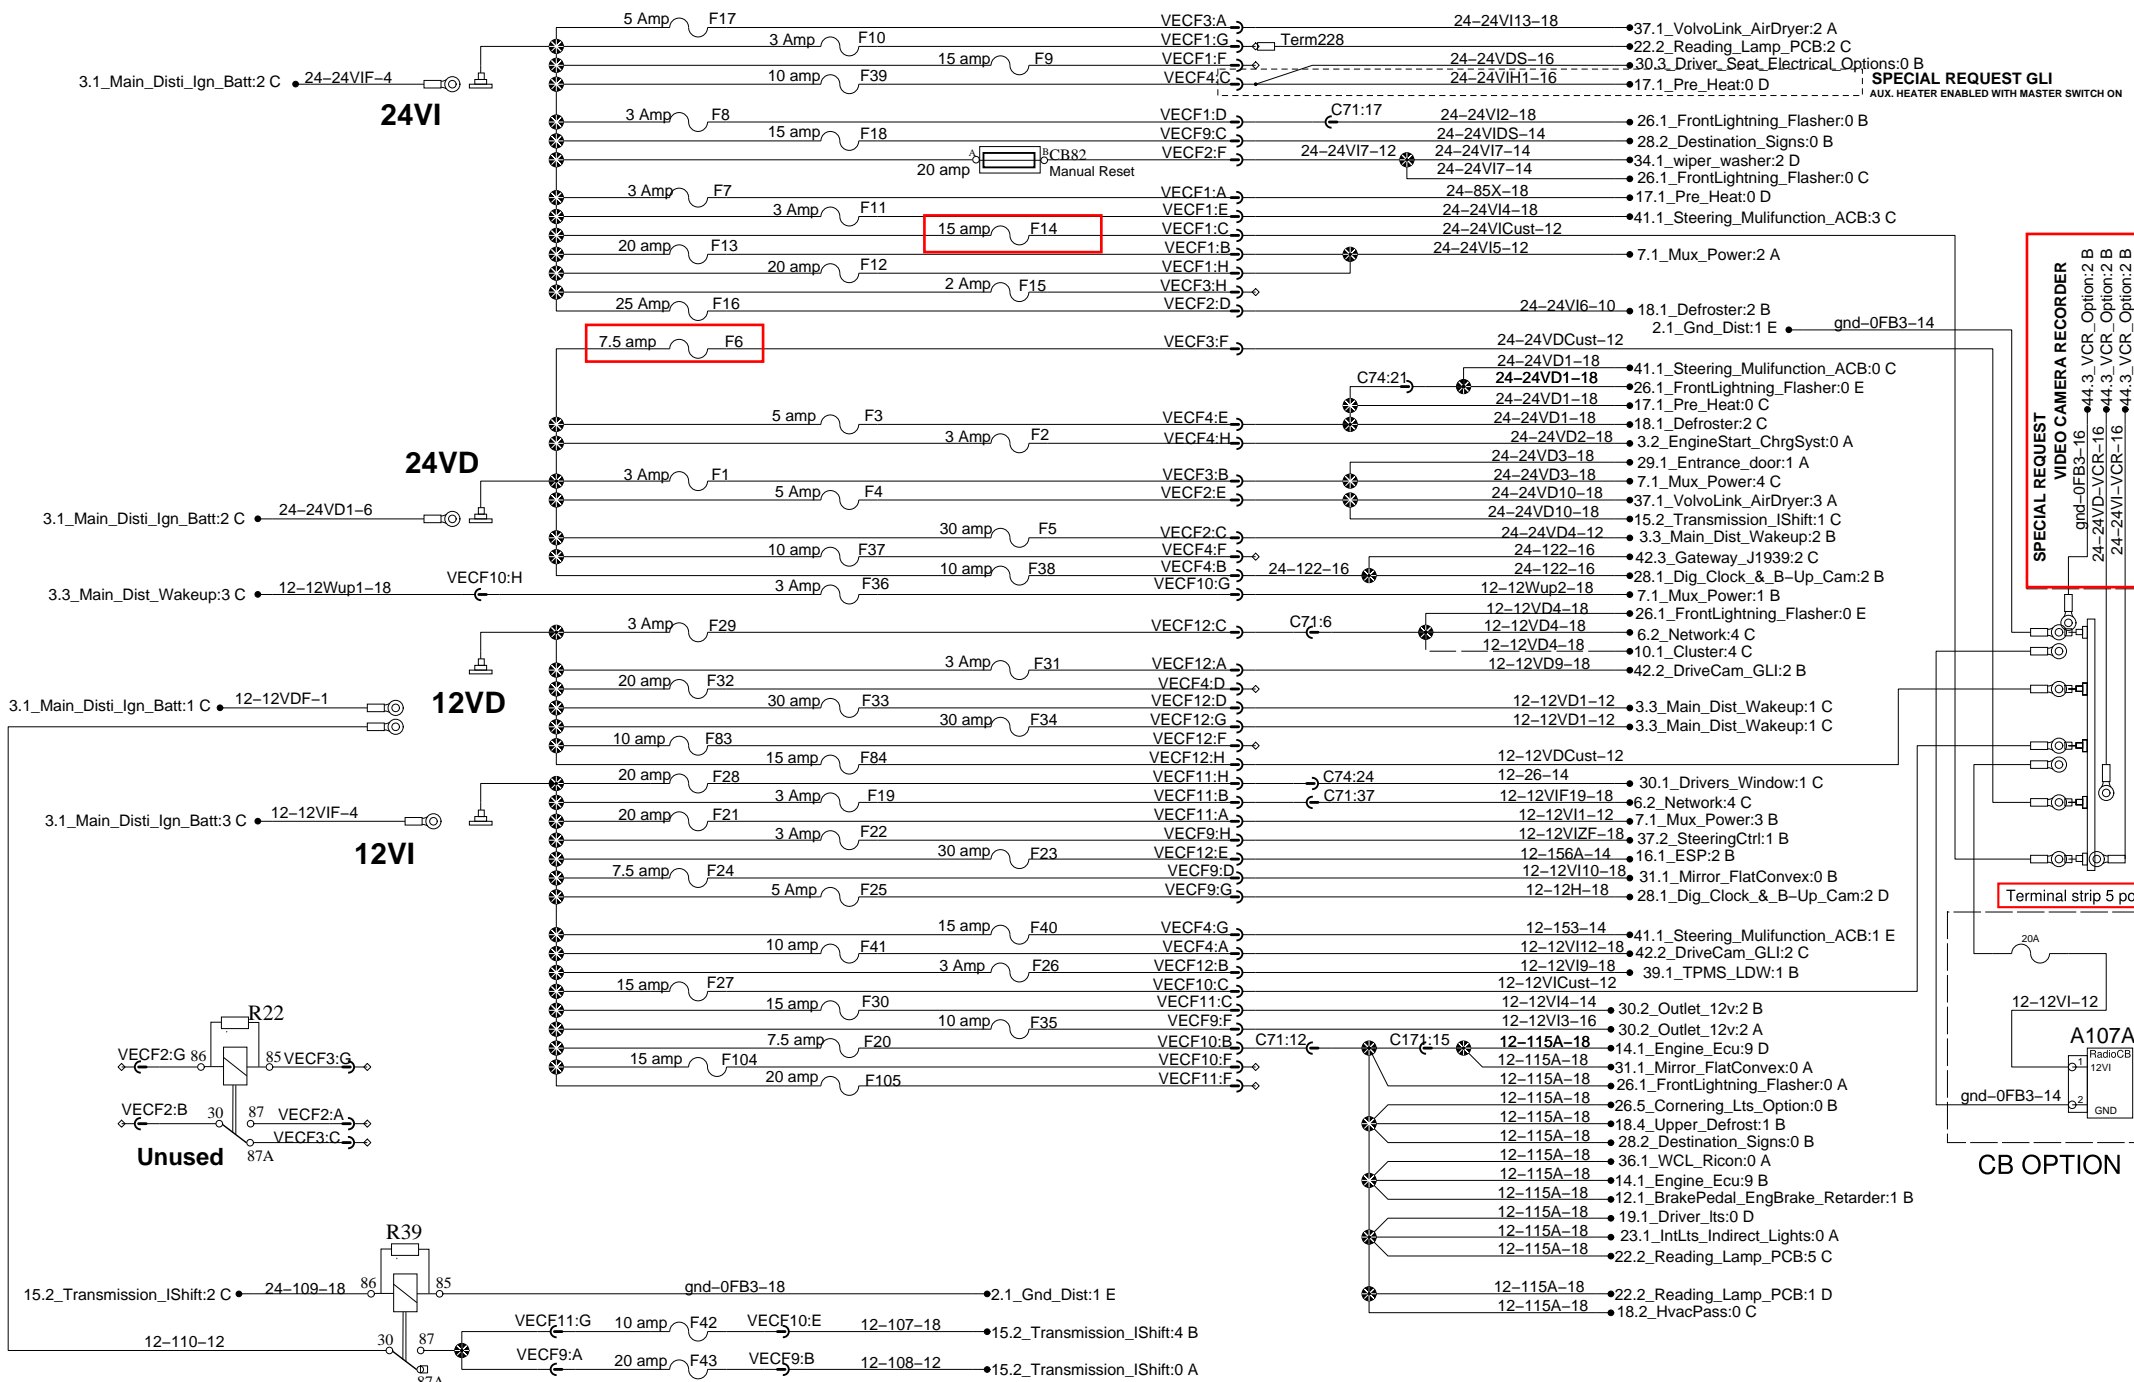 5 Amp F17 VECF3:A 24-24VI13-18 37.1_VolvoLink_AirDryer:2 A
3 Amp F10 VECF1:G Term228 22.2_Reading_Lamp_PCB:2 C
15 amp F9 VECF1:F 24-24VDS-16 30.3_Driver_Seat_Electrical_Options:0 B
3.1_Main_Disti_Ign_Batt:2 C 24-24VIF-4 10 amp F39 VECF4:C 24-24VIH1-16 17.1_Pre_Heat:0 D
SPECIAL REQUEST GLI
AUX. HEATER ENABLED WITH MASTER SWITCH ON
24VI
3 Amp F8 VECF1:D C71:17 24-24VI2-18 26.1_FrontLightning_Flasher:0 B
15 amp F18 VECF9:C 24-24VIDS-14 28.2_Destination_Signs:0 B
20 amp A B CB82 VECF2:F 24-24VI7-12 24-24VI7-14 34.1_wiper_washer:2 D
Manual Reset 24-24VI7-14 26.1_FrontLightning_Flasher:0 C
3 Amp F7 VECF1:A 24-85X-18 17.1_Pre_Heat:0 D
3 Amp F11 VECF1:E 24-24VI4-18 41.1_Steering_Mulifunction_ACB:3 C
15 amp F14 VECF1:C 24-24VICust-12
20 amp F13 VECF1:B 24-24VI5-12 7.1_Mux_Power:2 A
20 amp F12 VECF1:H
2 Amp F15 VECF3:H
25 Amp F16 VECF2:D 24-24VI6-10 18.1_Defroster:2 B
2.1_Gnd_Dist:1 E gnd-0FB3-14
7.5 amp F6 VECF3:F 24-24VDCust-12
24-24VD1-18 41.1_Steering_Mulifunction_ACB:0 C
C74:21 24-24VD1-18 26.1_FrontLightning_Flasher:0 E
24-24VD1-18 17.1_Pre_Heat:0 C
5 amp F3 VECF4:E 24-24VD1-18 18.1_Defroster:2 C
3 Amp F2 VECF4:H 24-24VD2-18 3.2_EngineStart_ChrgSyst:0 A
24VD
24-24VD3-18 29.1_Entrance_door:1 A
3 Amp F1 VECF3:B 24-24VD3-18 7.1_Mux_Power:4 C
5 Amp F4 VECF2:E 24-24VD10-18 37.1_VolvoLink_AirDryer:3 A
3.1_Main_Disti_Ign_Batt:2 C 24-24VD1-6 24-24VD10-18 15.2_Transmission_IShift:1 C
30 amp F5 VECF2:C 24-24VD4-12 3.3_Main_Dist_Wakeup:2 B
10 amp F37 VECF4:F 24-122-16 42.3_Gateway_J1939:2 C
10 amp F38 VECF4:B 24-122-16 24-122-16 28.1_Dig_Clock_&_B-Up_Cam:2 B
3.3_Main_Dist_Wakeup:3 C 12-12Wup1-18 VECF10:H 3 Amp F36 VECF10:G 12-12Wup2-18 7.1_Mux_Power:1 B
12-12VD4-18 26.1_FrontLightning_Flasher:0 E
3 Amp F29 VECF12:C C71:6 12-12VD4-18 6.2_Network:4 C
12-12VD4-18 10.1_Cluster:4 C
3 Amp F31 VECF12:A 12-12VD9-18 42.2_DriveCam_GLI:2 B
20 amp F32 VECF4:D
12VD
3.1_Main_Disti_Ign_Batt:1 C 12-12VDF-1 30 amp F33 VECF12:D 12-12VD1-12 3.3_Main_Dist_Wakeup:1 C
30 amp F34 VECF12:G 12-12VD1-12 3.3_Main_Dist_Wakeup:1 C
10 amp F83 VECF12:F
15 amp F84 VECF12:H 12-12VDCust-12
20 amp F28 VECF11:H C74:24 12-26-14 30.1_Drivers_Window:1 C
3 Amp F19 VECF11:B C71:37 12-12VIF19-18 6.2_Network:4 C
3.1_Main_Disti_Ign_Batt:3 C 12-12VIF-4 20 amp F21 VECF11:A 12-12VI1-12 7.1_Mux_Power:3 B
3 Amp F22 VECF9:H 12-12VIZF-18 37.2_SteeringCtrl:1 B
12VI
30 amp F23 VECF12:E 12-156A-14 16.1_ESP:2 B
7.5 amp F24 VECF9:D 12-12VI10-18 31.1_Mirror_FlatConvex:0 B
5 Amp F25 VECF9:G 12-12H-18 28.1_Dig_Clock_&_B-Up_Cam:2 D
15 amp F40 VECF4:G 12-153-14 41.1_Steering_Mulifunction_ACB:1 E
10 amp F41 VECF4:A 12-12VI12-18 42.2_DriveCam_GLI:2 C
3 Amp F26 VECF12:B 12-12VI9-18 39.1_TPMS_LDW:1 B
15 amp F27 VECF10:C 12-12VICust-12
15 amp F30 VECF11:C 12-12VI4-14 30.2_Outlet_12v:2 B
10 amp F35 VECF9:F 12-12VI3-16 30.2_Outlet_12v:2 A
7.5 amp F20 VECF10:B C71:12 C171:15 12-115A-18 14.1_Engine_Ecu:9 D
15 amp F104 VECF10:F 12-115A-18 31.1_Mirror_FlatConvex:0 A
20 amp F105 VECF11:F 12-115A-18 26.1_FrontLightning_Flasher:0 A
12-115A-18 26.5_Cornering_Lts_Option:0 B
12-115A-18 18.4_Upper_Defrost:1 B
12-115A-18 28.2_Destination_Signs:0 B
12-115A-18 36.1_WCL_Ricon:0 A
12-115A-18 14.1_Engine_Ecu:9 B
12-115A-18 12.1_BrakePedal_EngBrake_Retarder:1 B
12-115A-18 19.1_Driver_lts:0 D
12-115A-18 23.1_IntLts_Indirect_Lights:0 A
12-115A-18 22.2_Reading_Lamp_PCB:5 C
12-115A-18 22.2_Reading_Lamp_PCB:1 D
12-115A-18 18.2_HvacPass:0 C
R22
VECF2:G 86 85 VECF3:G
VECF2:B 30 87 VECF2:A
VECF3:C
87A
Unused
R39
15.2_Transmission_IShift:2 C 24-109-18 86 85 gnd-0FB3-18 2.1_Gnd_Dist:1 E
VECF11:G 10 amp F42 VECF10:E 12-107-18 15.2_Transmission_IShift:4 B
12-110-12 30 87
VECF9:A 20 amp F43 VECF9:B 12-108-12 15.2_Transmission_IShift:0 A
87A
SPECIAL REQUEST
VIDEO CAMERA RECORDER
gnd-0FB3-16 44.3_VCR_Option:2 B
24-24VD-VCR-16 44.3_VCR_Option:2 B
24-24VI-VCR-16 44.3_VCR_Option:2 B
Terminal strip 5 po
20A
12-12VI-12
A107A
RadioCB
1 12VI
gnd-0FB3-14 2 GND
CB OPTION